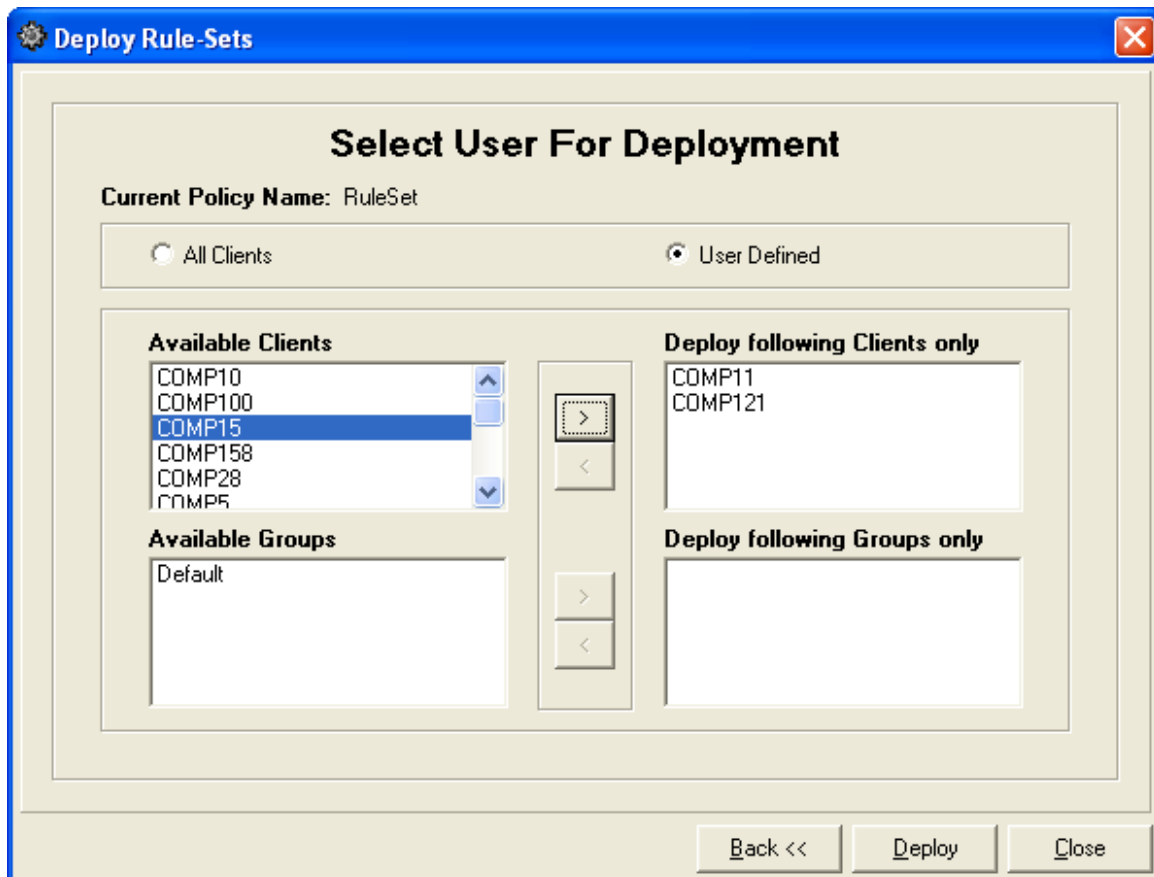 Deploy Rule-Sets
Select User For Deployment
Current Policy Name: RuleSet
All Clients
User Defined
Available Clients
COMP10
COMP100
COMP15
COMP158
COMP28
COMP5
>
<
Deploy following Clients only
COMP11
COMP121
Available Groups
Default
>
<
Deploy following Groups only
Back <<
Deploy
Close